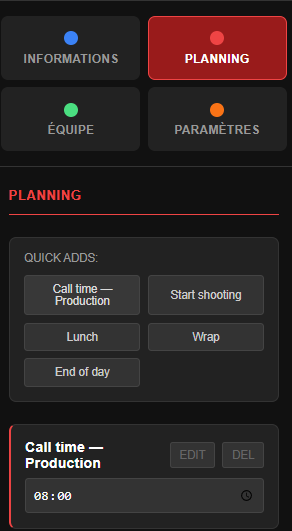 INFORMATIONS
PLANNING
ÉQUIPE
PARAMÈTRES
PLANNING
QUICK ADDS:
Call time —
Production
Start shooting
Lunch
Wrap
End of day
Call time —
Production
EDIT
DEL
08:00